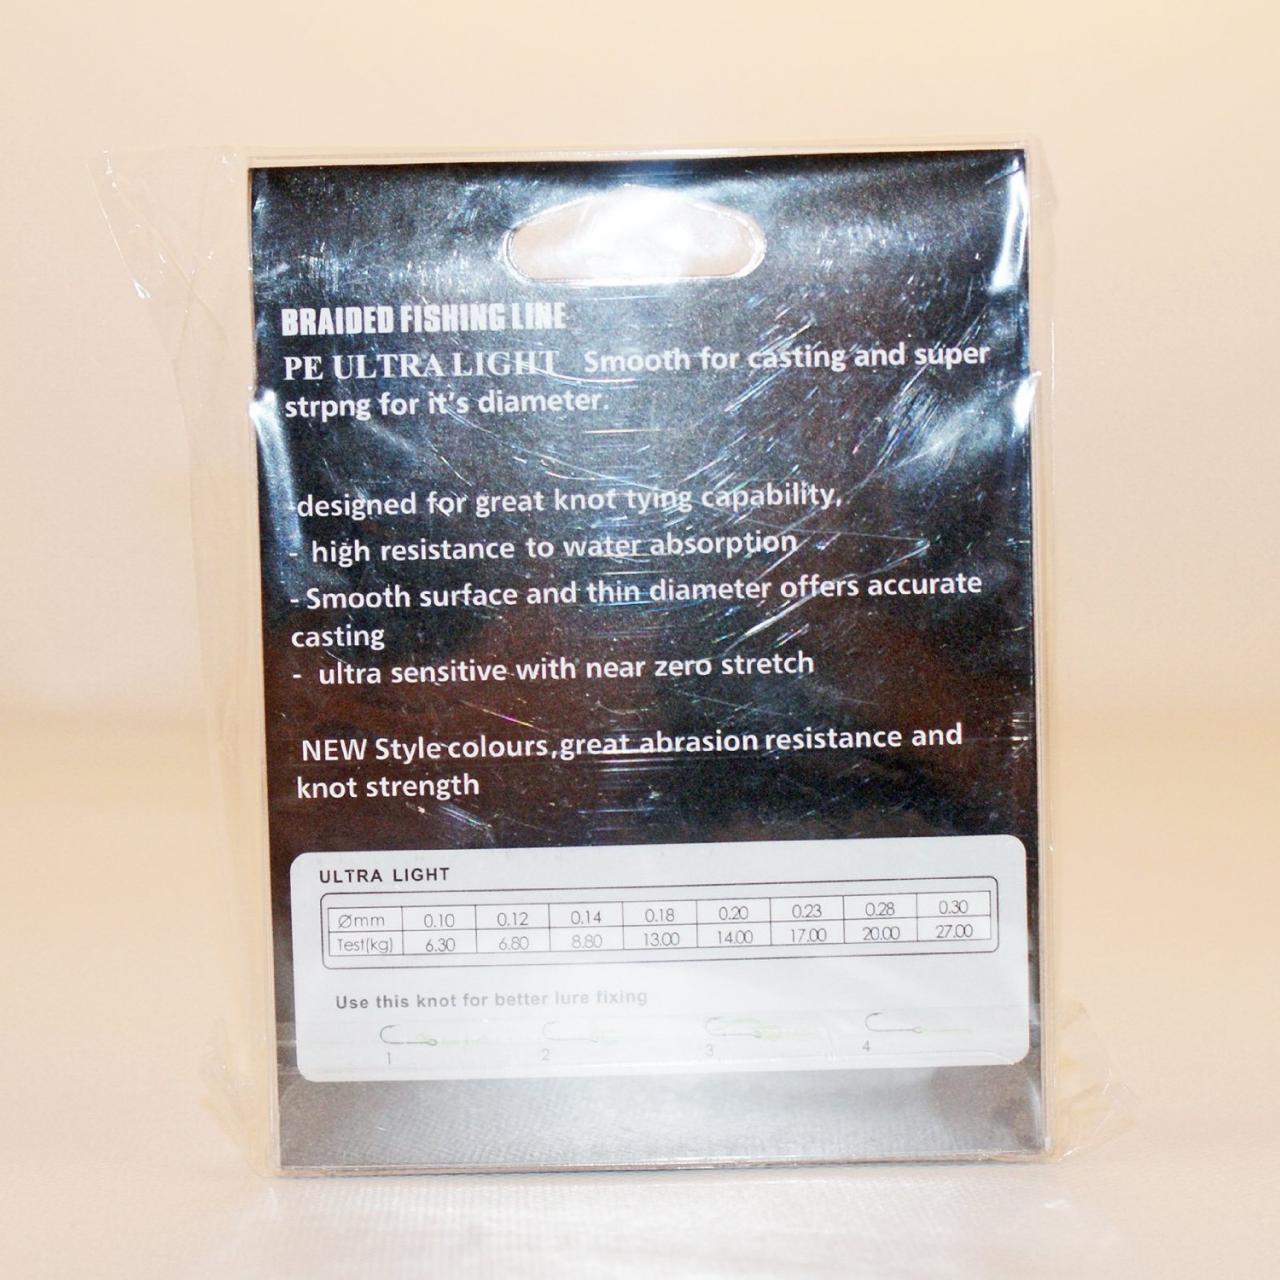 BRAIDED FISHING LINE
PE ULTRA LIGHT Smooth for casting and super
strpng for it's diameter.
-designed for great knot tying capability,
- high resistance to water absorption
- Smooth surface and thin diameter offers accurate
casting
- ultra sensitive with near zero stretch
NEW Style colours,great abrasion resistance and
knot strength
ULTRA LIGHT
Ømm 0.10 0.12 0.14 0.18 0.20 0.23 0.28 0.30
Test(kg) 6.30 6.80 8.80 13.00 14.00 17.00 20.00 27.00
Use this knot for better lure fixing
1 2 3 4